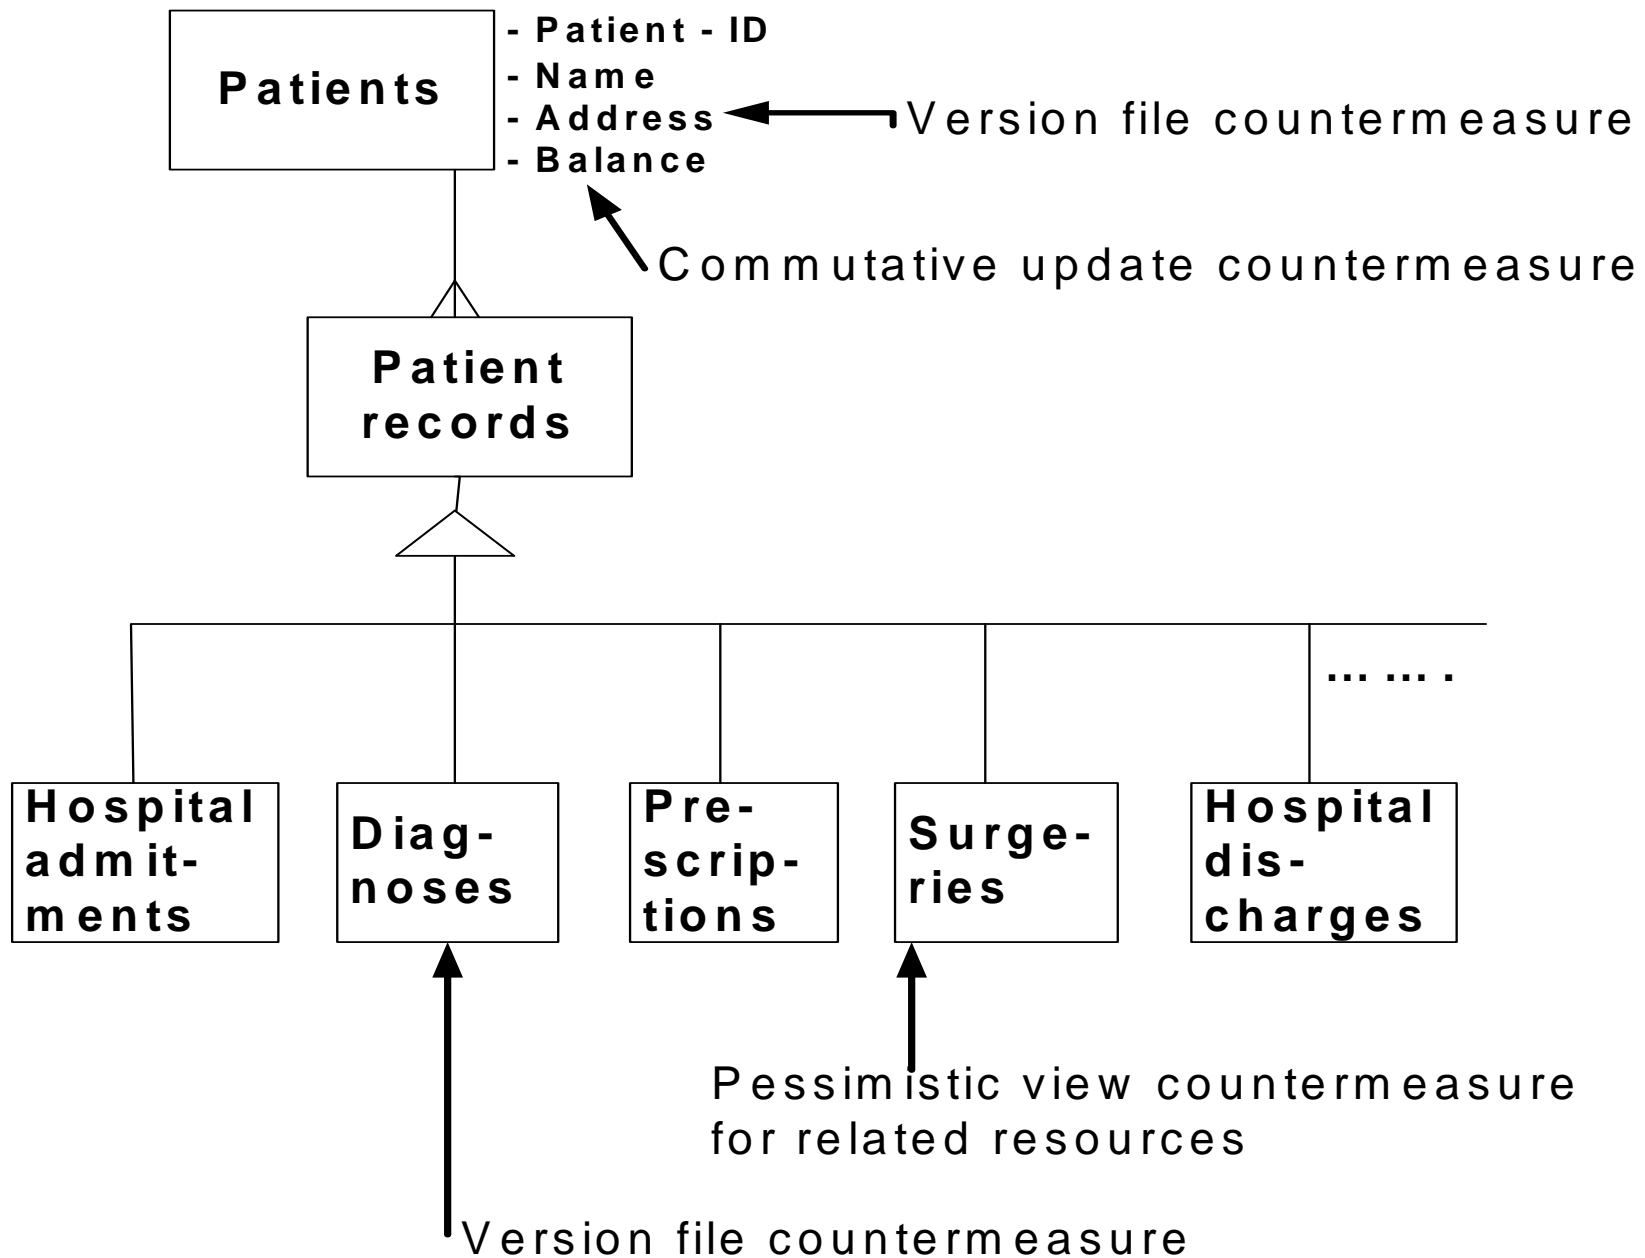 Patients
- Patient - ID
- Name
- Address
- Balance
Version file countermeasure
Commutative update countermeasure
Patient
records
... ... .
Hospital
admit-
ments
Diag-
noses
Pre-
scrip-
tions
Surge-
ries
Hospital
dis-
charges
Pessimistic view countermeasure
for related resources
Version file countermeasure